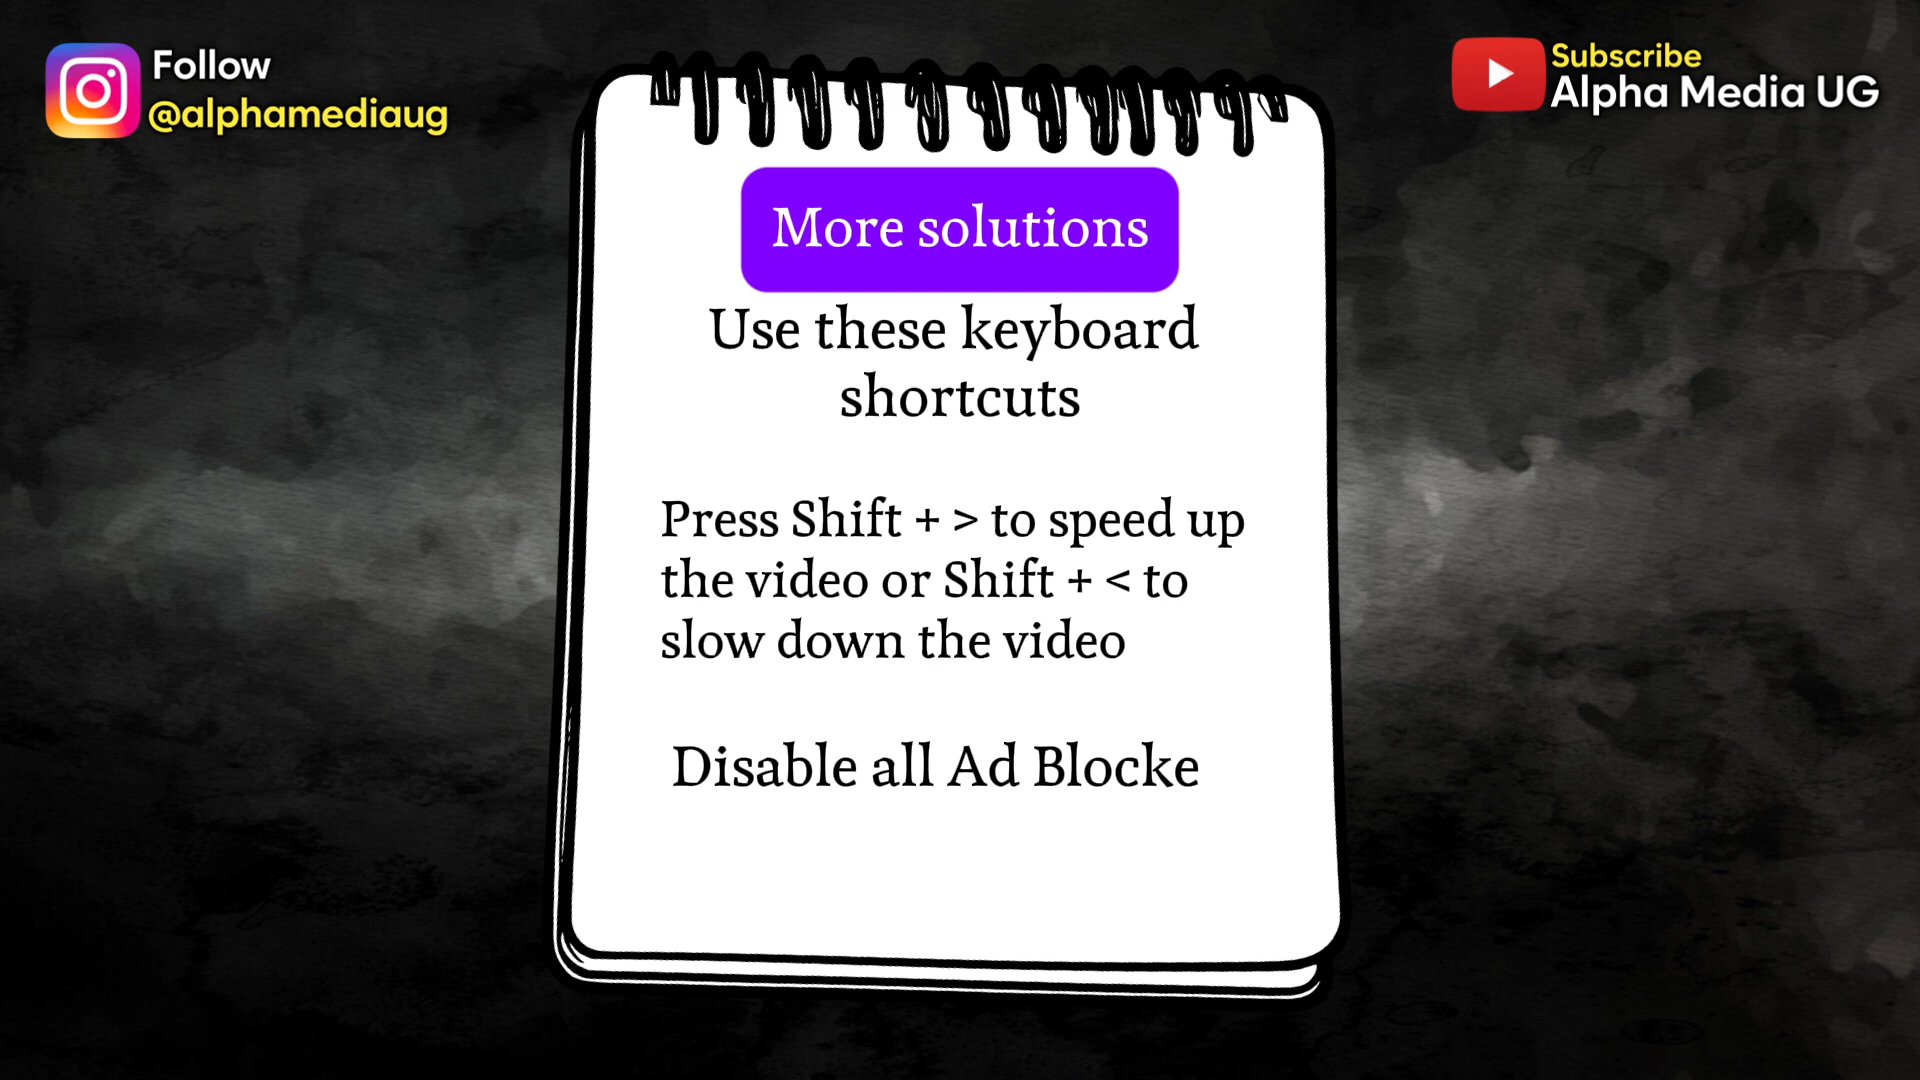 Follow
@alphamediaug
Subscribe
Alpha Media UG
More solutions
Use these keyboard
shortcuts
Press Shift + > to speed up
the video or Shift + < to
slow down the video
Disable all Ad Blocke